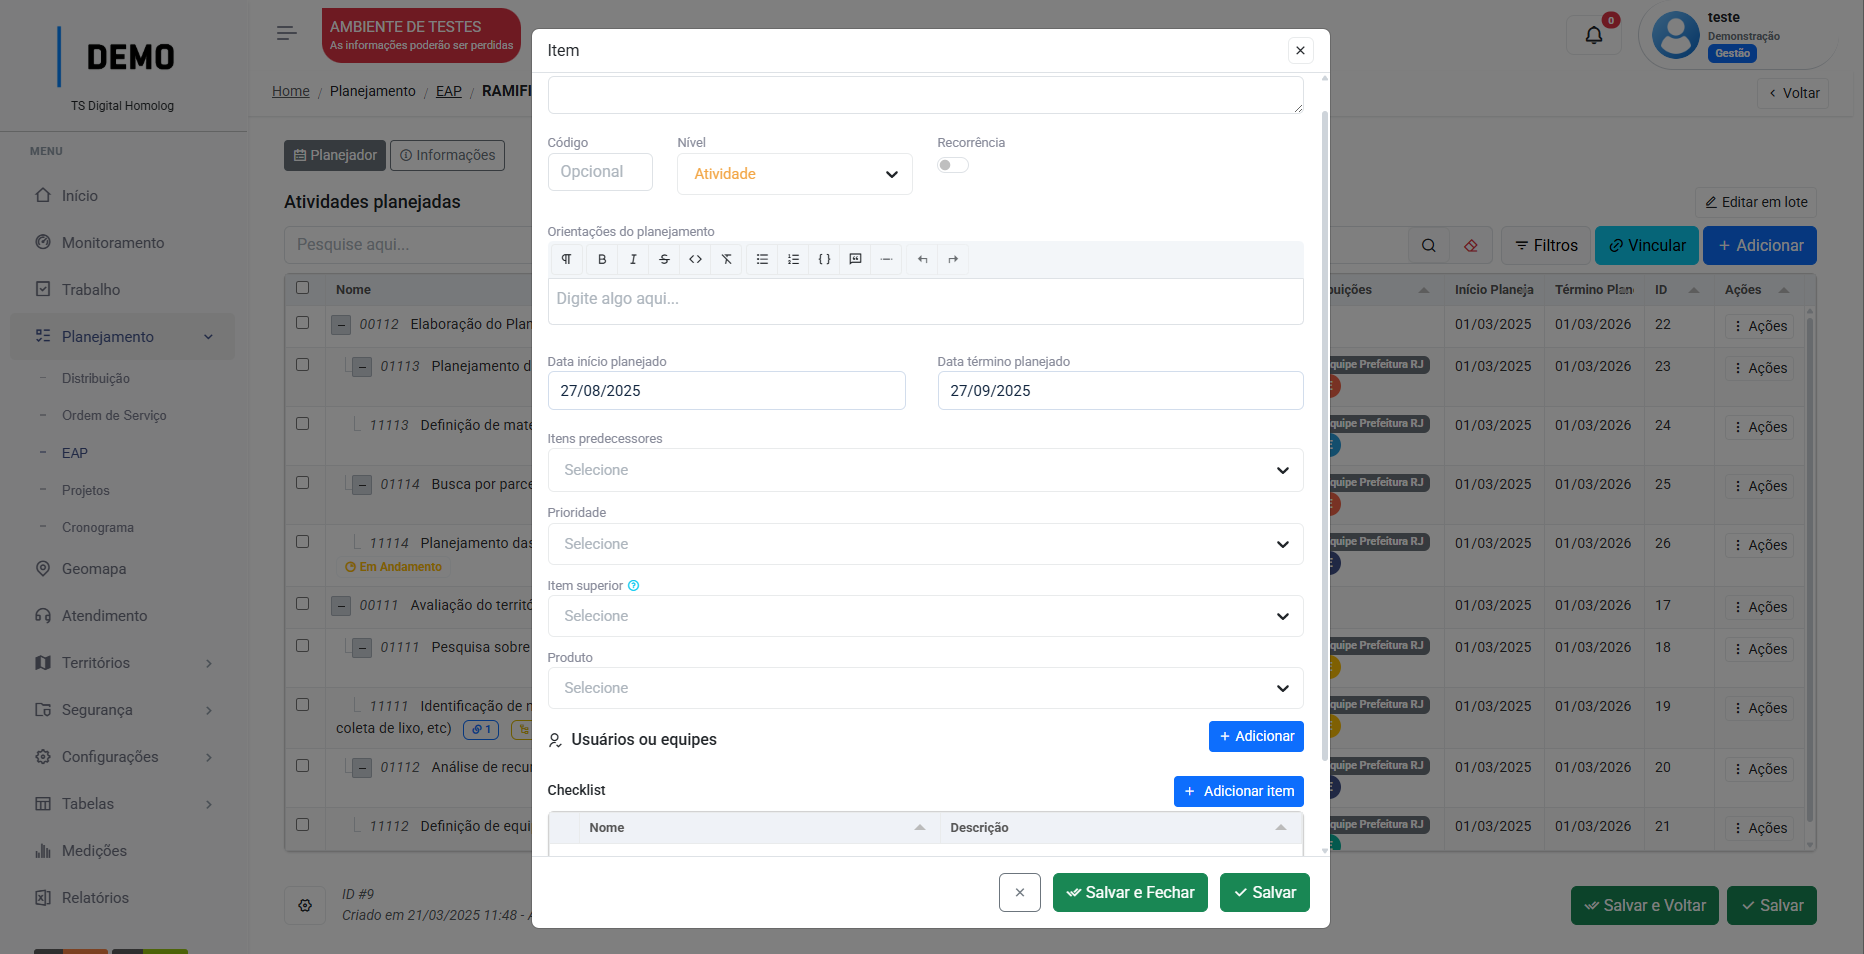 DEMO
TS Digital Homolog
MENU
Início
Monitoramento
Trabalho
Planejamento
Distribuição
Ordem de Serviço
EAP
Projetos
Cronograma
Geomapa
Atendimento
Territórios
Segurança
Configurações
Tabelas
Medições
Relatórios
AMBIENTE DE TESTES
As informações poderão ser perdidas
0
teste
Demonstração
Gestão
Home / Planejamento / EAP / RAMIFI
Voltar
Planejador
Informações
Atividades planejadas
Editar em lote
Pesquise aqui...
Filtros
Vincular
+ Adicionar
Nome
buições
Início Planeja
Término Plan
ID
Ações
00112 Elaboração do Plan
01/03/2025 01/03/2026 22 Ações
01113 Planejamento d
quipe Prefeitura RJ
01/03/2025 01/03/2026 23 Ações
11113 Definição de mate
quipe Prefeitura RJ
01/03/2025 01/03/2026 24 Ações
01114 Busca por parce
quipe Prefeitura RJ
01/03/2025 01/03/2026 25 Ações
11114 Planejamento das
Em Andamento
quipe Prefeitura RJ
01/03/2025 01/03/2026 26 Ações
00111 Avaliação do territó
01/03/2025 01/03/2026 17 Ações
01111 Pesquisa sobre
quipe Prefeitura RJ
01/03/2025 01/03/2026 18 Ações
11111 Identificação de
coleta de lixo, etc) 1
quipe Prefeitura RJ
01/03/2025 01/03/2026 19 Ações
01112 Análise de recu
quipe Prefeitura RJ
01/03/2025 01/03/2026 20 Ações
11112 Definição de equi
quipe Prefeitura RJ
01/03/2025 01/03/2026 21 Ações
ID #9
Criado em 21/03/2025 11:48 -
Salvar e Voltar
Salvar
Item
Código
Opcional
Nível
Atividade
Recorrência
Orientações do planejamento
Digite algo aqui...
Data início planejado
27/08/2025
Data término planejado
27/09/2025
Itens predecessores
Selecione
Prioridade
Selecione
Item superior
Selecione
Produto
Selecione
Usuários ou equipes
+ Adicionar
Checklist
+ Adicionar item
Nome
Descrição
Salvar e Fechar
Salvar